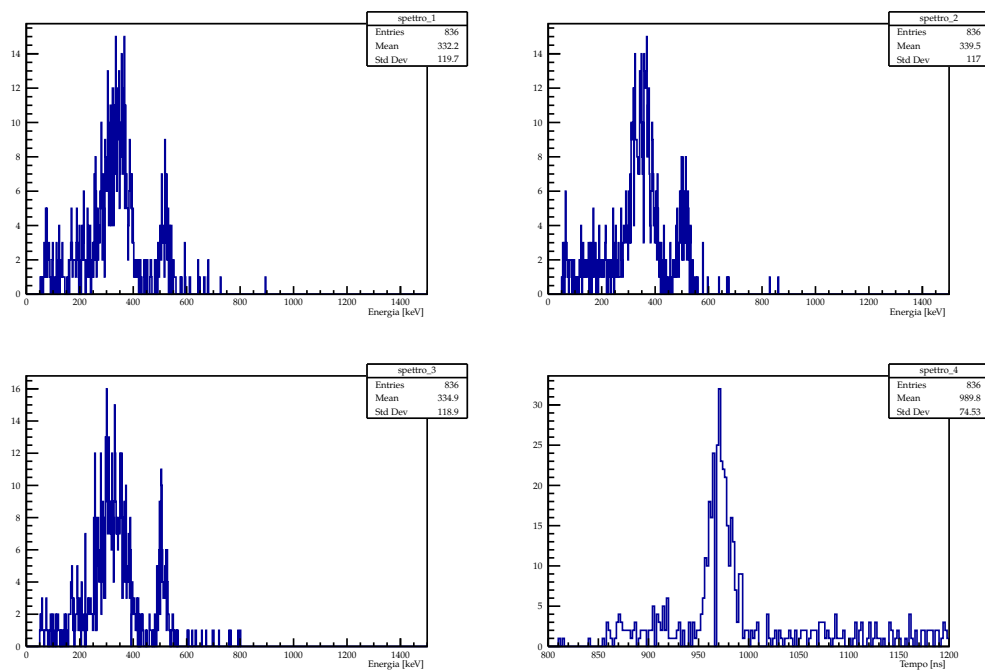 spettro_1
Entries 836
Mean 332.2
Std Dev 119.7
14
12
10
8
6
4
2
0
0 200 400 600 800 1000 1200 1400
Energia [keV]
spettro_2
Entries 836
Mean 339.5
Std Dev 117
14
12
10
8
6
4
2
0
0 200 400 600 800 1000 1200 1400
Energia [keV]
spettro_3
Entries 836
Mean 334.9
Std Dev 118.9
16
14
12
10
8
6
4
2
0
0 200 400 600 800 1000 1200 1400
Energia [keV]
spettro_4
Entries 836
Mean 989.8
Std Dev 74.53
30
25
20
15
10
5
0
800 850 900 950 1000 1050 1100 1150 1200
Tempo [ns]